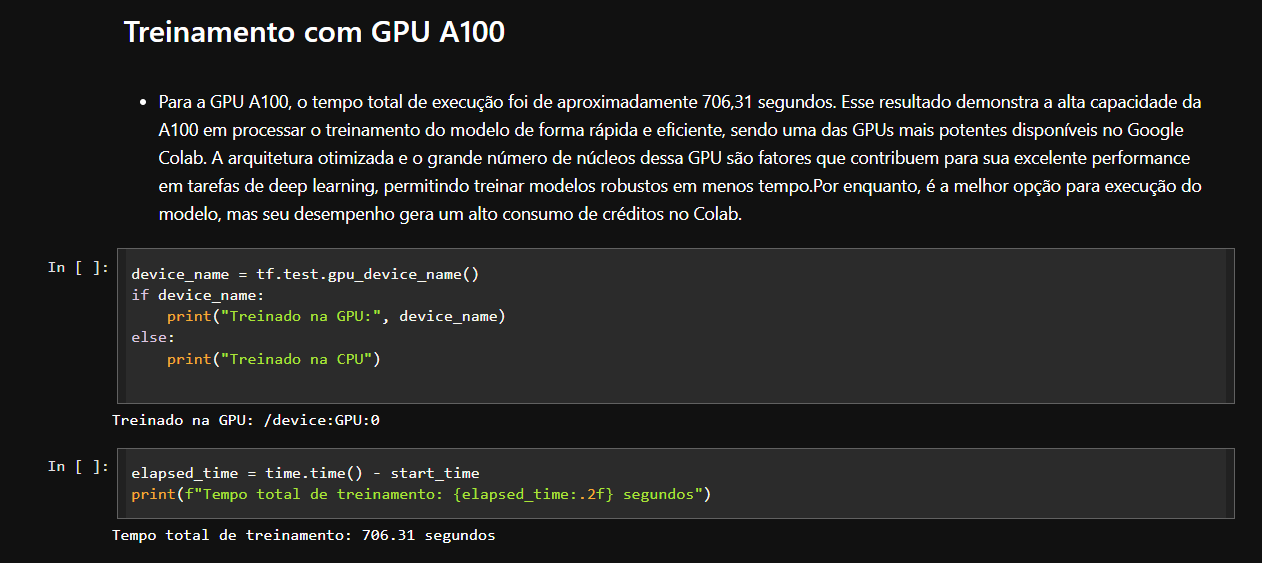 Treinamento com GPU A100
• Para a GPU A100, o tempo total de execução foi de aproximadamente 706,31 segundos. Esse resultado demonstra a alta capacidade da
A100 em processar o treinamento do modelo de forma rápida e eficiente, sendo uma das GPUs mais potentes disponíveis no Google
Colab. A arquitetura otimizada e o grande número de núcleos dessa GPU são fatores que contribuem para sua excelente performance
em tarefas de deep learning, permitindo treinar modelos robustos em menos tempo.Por enquanto, é a melhor opção para execução do
modelo, mas seu desempenho gera um alto consumo de créditos no Colab.
In [ ]:
device_name = tf.test.gpu_device_name()
if device_name:
    print("Treinado na GPU:", device_name)
else:
    print("Treinado na CPU")
Treinado na GPU: /device:GPU:0
In [ ]:
elapsed_time = time.time() - start_time
print(f"Tempo total de treinamento: {elapsed_time:.2f} segundos")
Tempo total de treinamento: 706.31 segundos